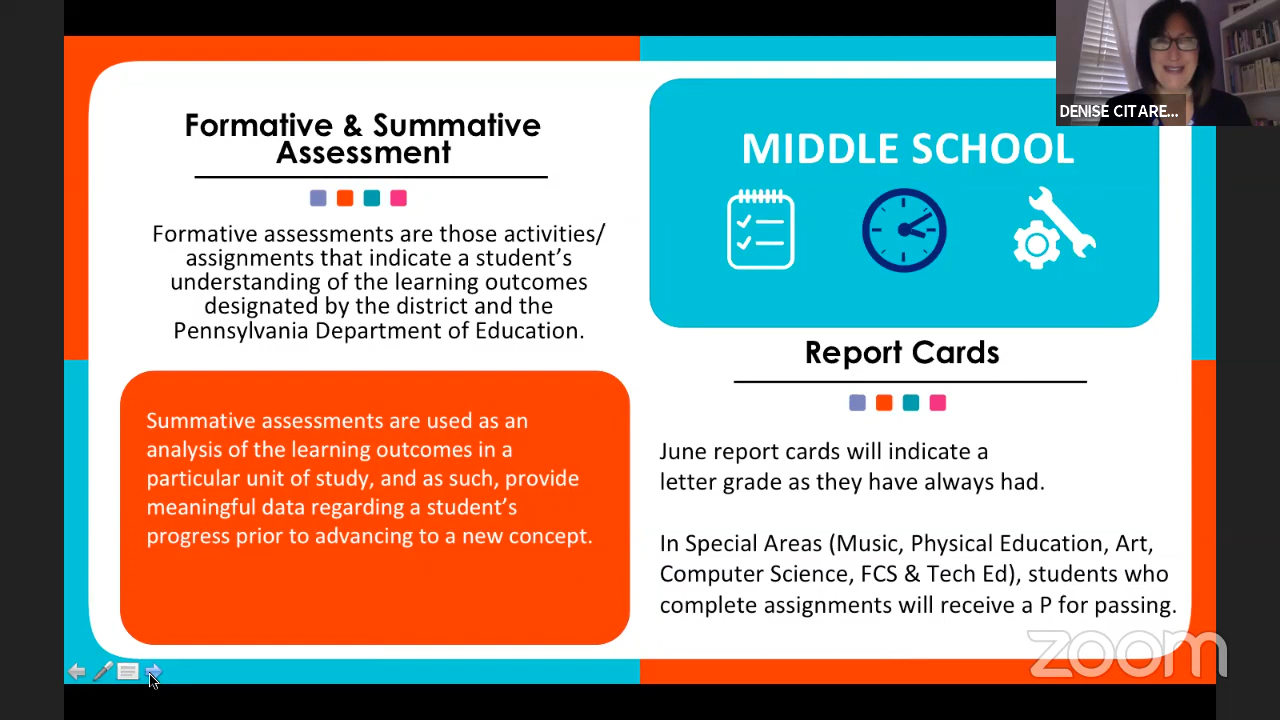 Formative & Summative
Assessment
Formative assessments are those activities/
assignments that indicate a student's
understanding of the learning outcomes
designated by the district and the
Pennsylvania Department of Education.
Summative assessments are used as an
analysis of the learning outcomes in a
particular unit of study, and as such, provide
meaningful data regarding a student's
progress prior to advancing to a new concept.
MIDDLE SCHOOL
Report Cards
June report cards will indicate a
letter grade as they have always had.
In Special Areas (Music, Physical Education, Art,
Computer Science, FCS & Tech Ed), students who
complete assignments will receive a P for passing.
DENISE CITARE...
zoom